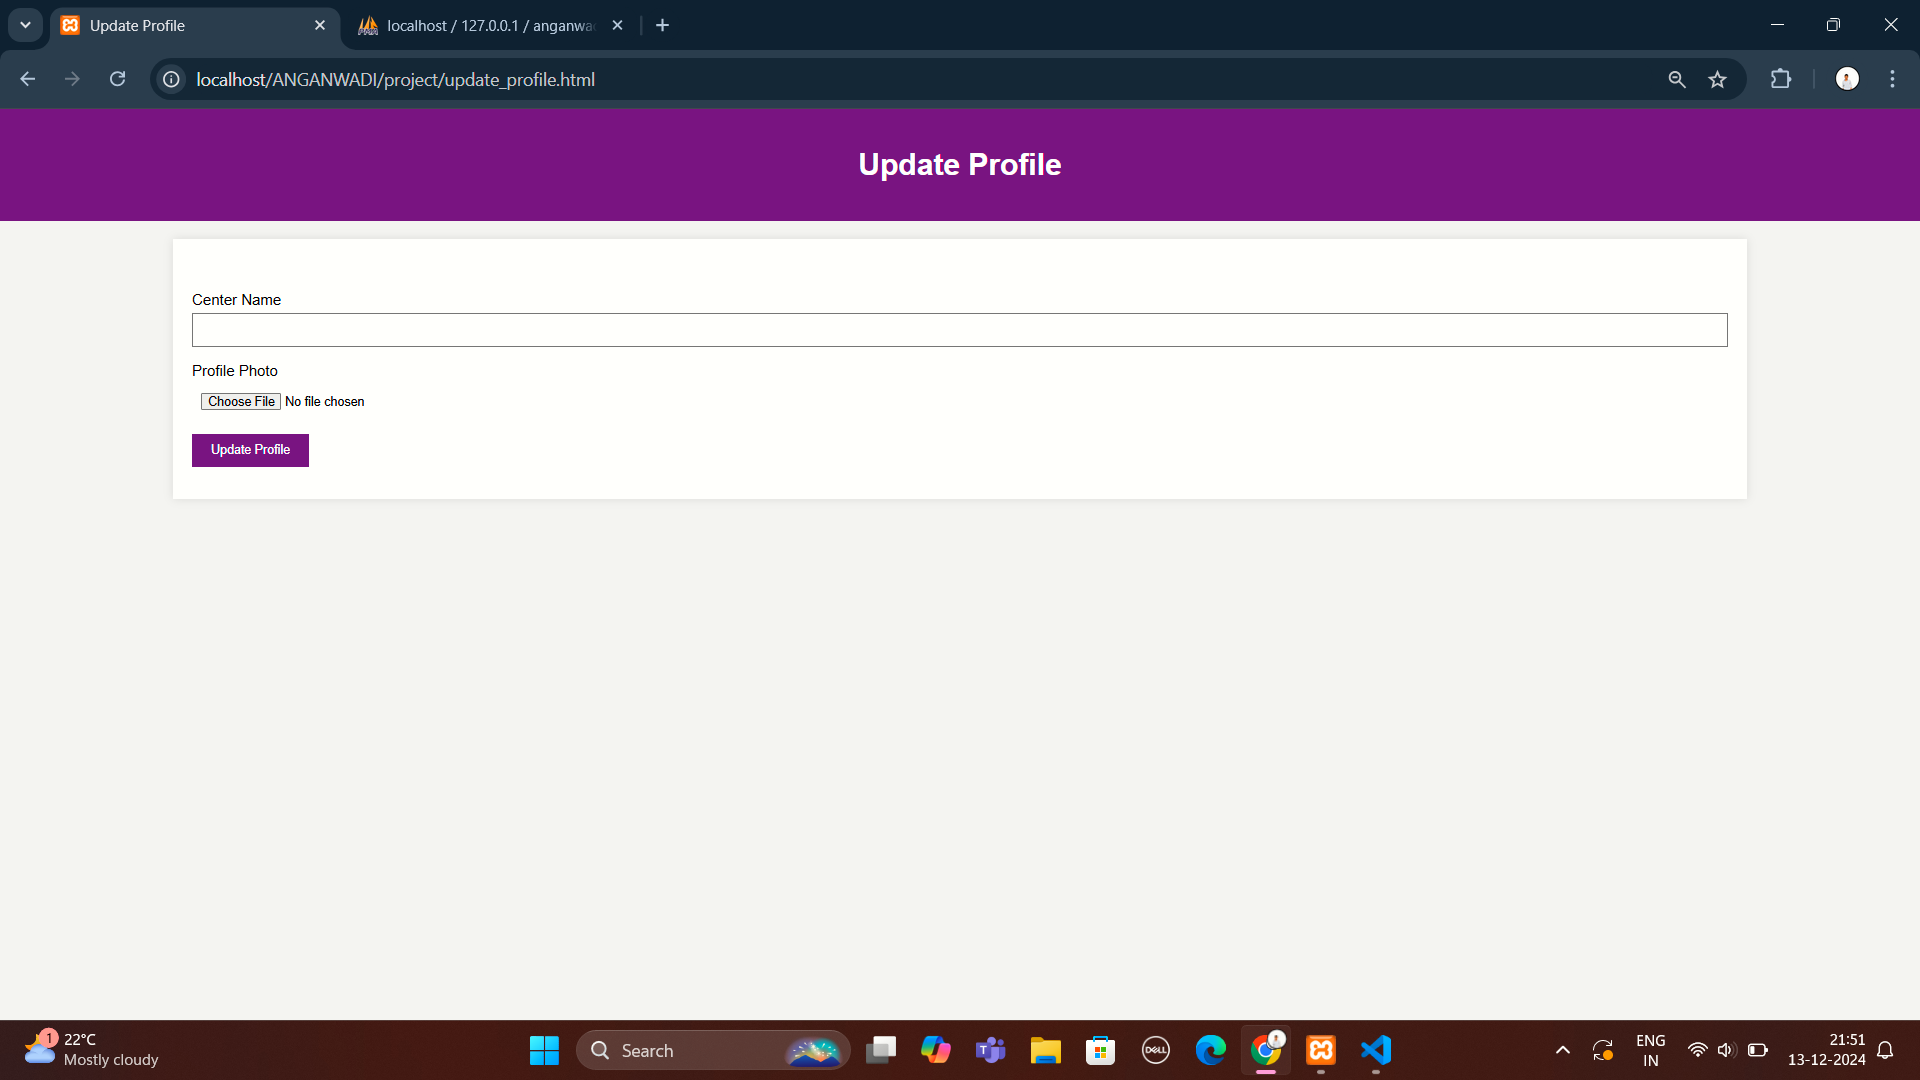 Update Profile
localhost / 127.0.0.1 / anganwa
localhost/ANGANWADI/project/update_profile.html
Update Profile
Center Name
Profile Photo
Choose File No file chosen
Update Profile
1
22°C
Mostly cloudy
Search
T
DELL
ENG
IN
21:51
13-12-2024